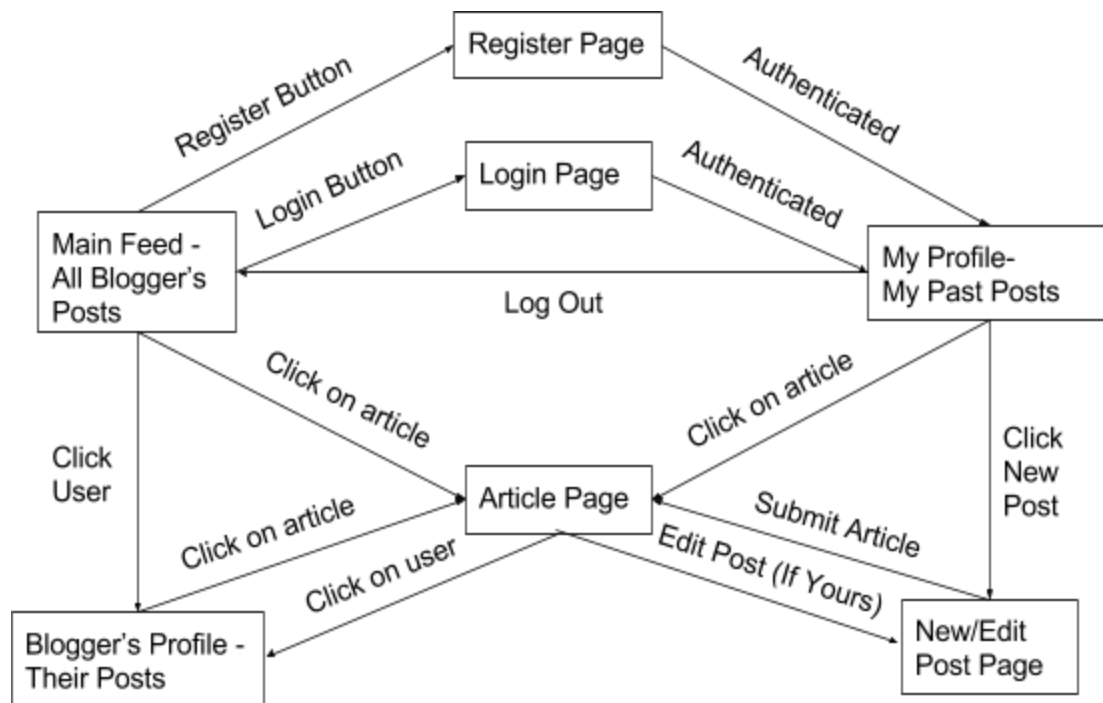 Register Page
Register Button
Authenticated
Login Button
Login Page
Authenticated
Main Feed -
All Blogger's
Posts
My Profile-
My Past Posts
Log Out
Click on article
Click on article
Click
User
Click
New
Post
Article Page
Click on article
Submit Article
Click on user
Edit Post (If Yours)
Blogger's Profile -
Their Posts
New/Edit
Post Page